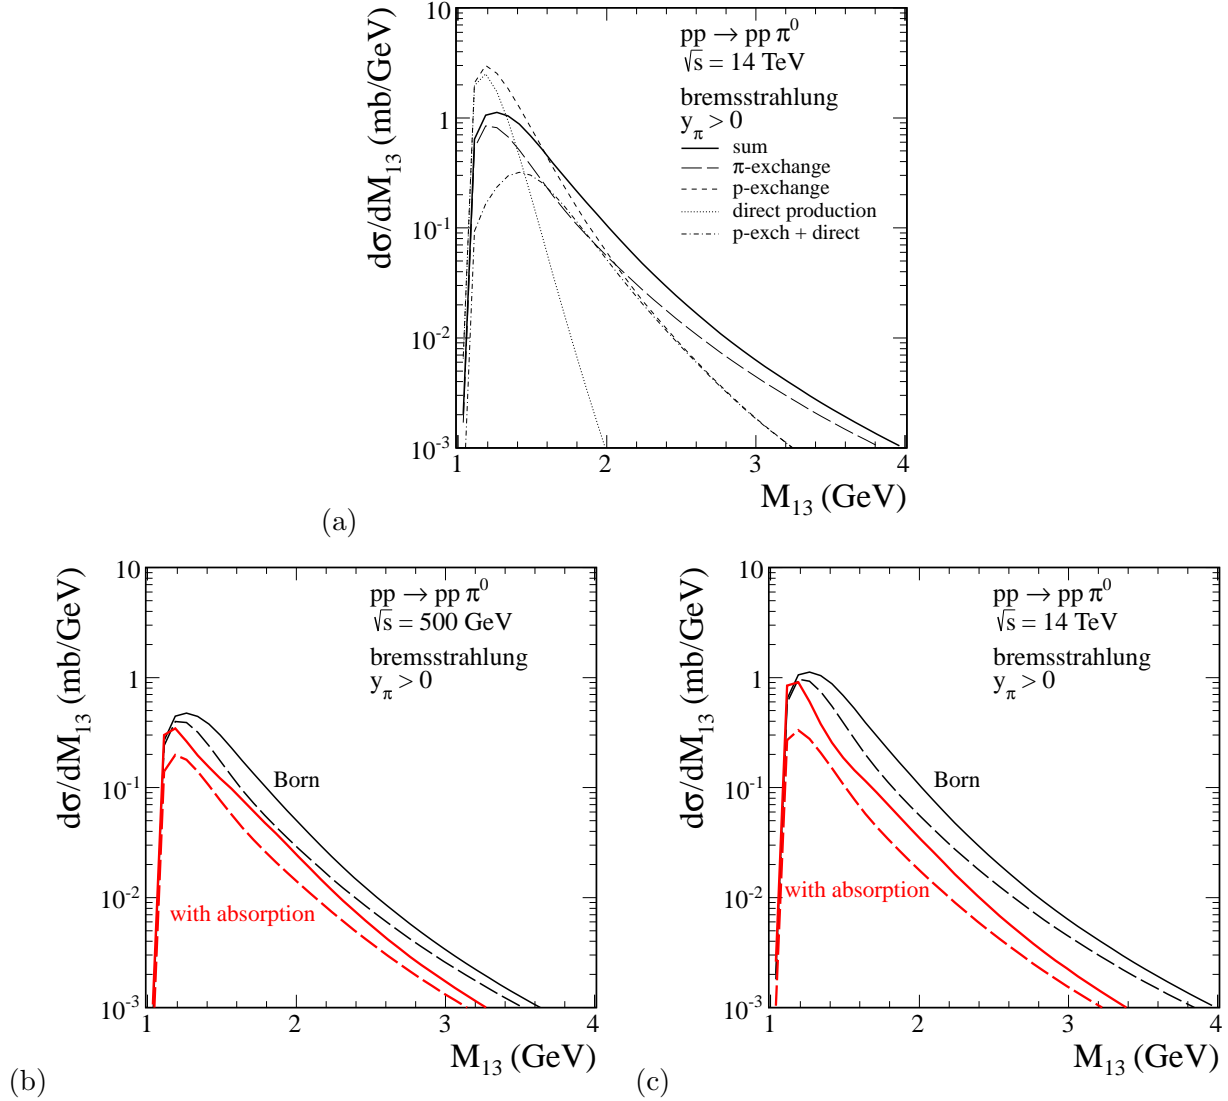 dσ/dM₁₃ (mb/GeV)
10
1
10⁻¹
10⁻²
10⁻³
pp → pp π⁰
√s = 14 TeV
bremsstrahlung
y_π > 0
sum
π-exchange
p-exchange
direct production
p-exch + direct
1 2 3 4
M₁₃ (GeV)
(a)
dσ/dM₁₃ (mb/GeV)
10
1
10⁻¹
10⁻²
10⁻³
pp → pp π⁰
√s = 500 GeV
bremsstrahlung
y_π > 0
Born
with absorption
1 2 3 4
M₁₃ (GeV)
(b)
dσ/dM₁₃ (mb/GeV)
10
1
10⁻¹
10⁻²
10⁻³
pp → pp π⁰
√s = 14 TeV
bremsstrahlung
y_π > 0
Born
with absorption
1 2 3 4
M₁₃ (GeV)
(c)